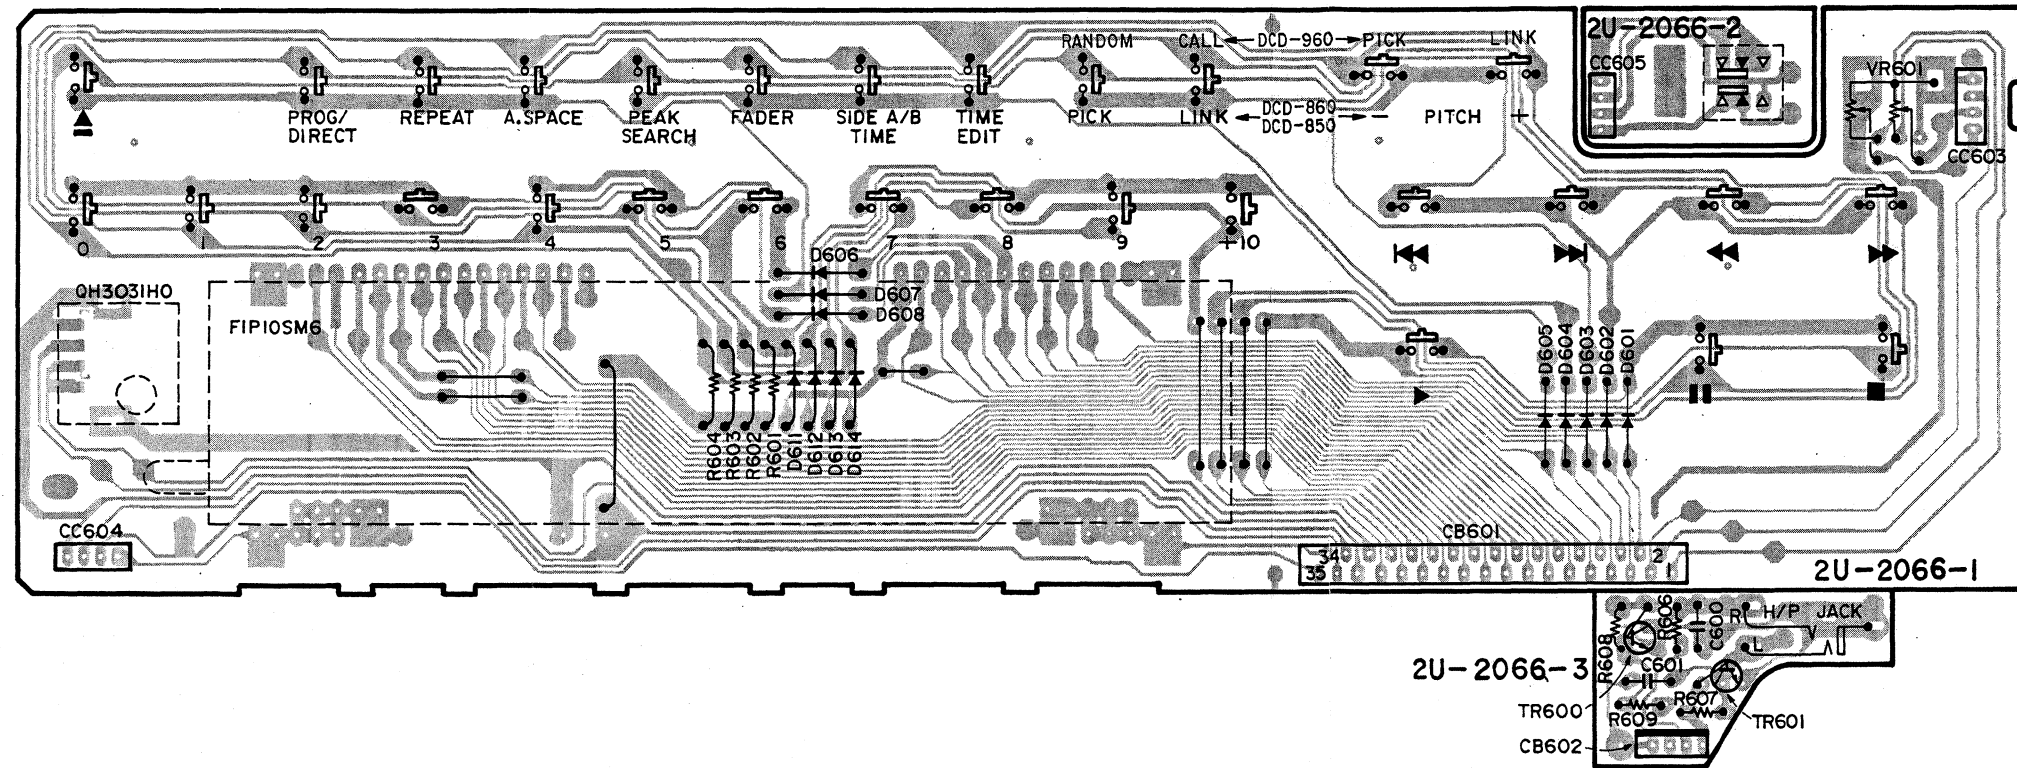 2U-2066-2
RANDOM CALL ← DCD-960 → PICK LINK
CC605
VR601
DCD-860
PROG/
DIRECT
REPEAT
A.SPACE
PEAK
SEARCH
FADER
SIDE A/B
TIME
TIME
EDIT
PICK
LINK
DCD-850
−
PITCH
+
CC603
0 1 2 3 4 5 6 7 8 9 +10
D606
QH3031H0
D607
D608
FIP10SM6
D605
D604
D603
D602
D601
R604
R603
R602
R601
D611
D612
D613
D614
CC604
CB601
34
2
35
1
2U-2066-1
R606
C600
R
H/P JACK
R608
L
2U-2066-3
C601
R607
TR600
R609
TR601
CB602